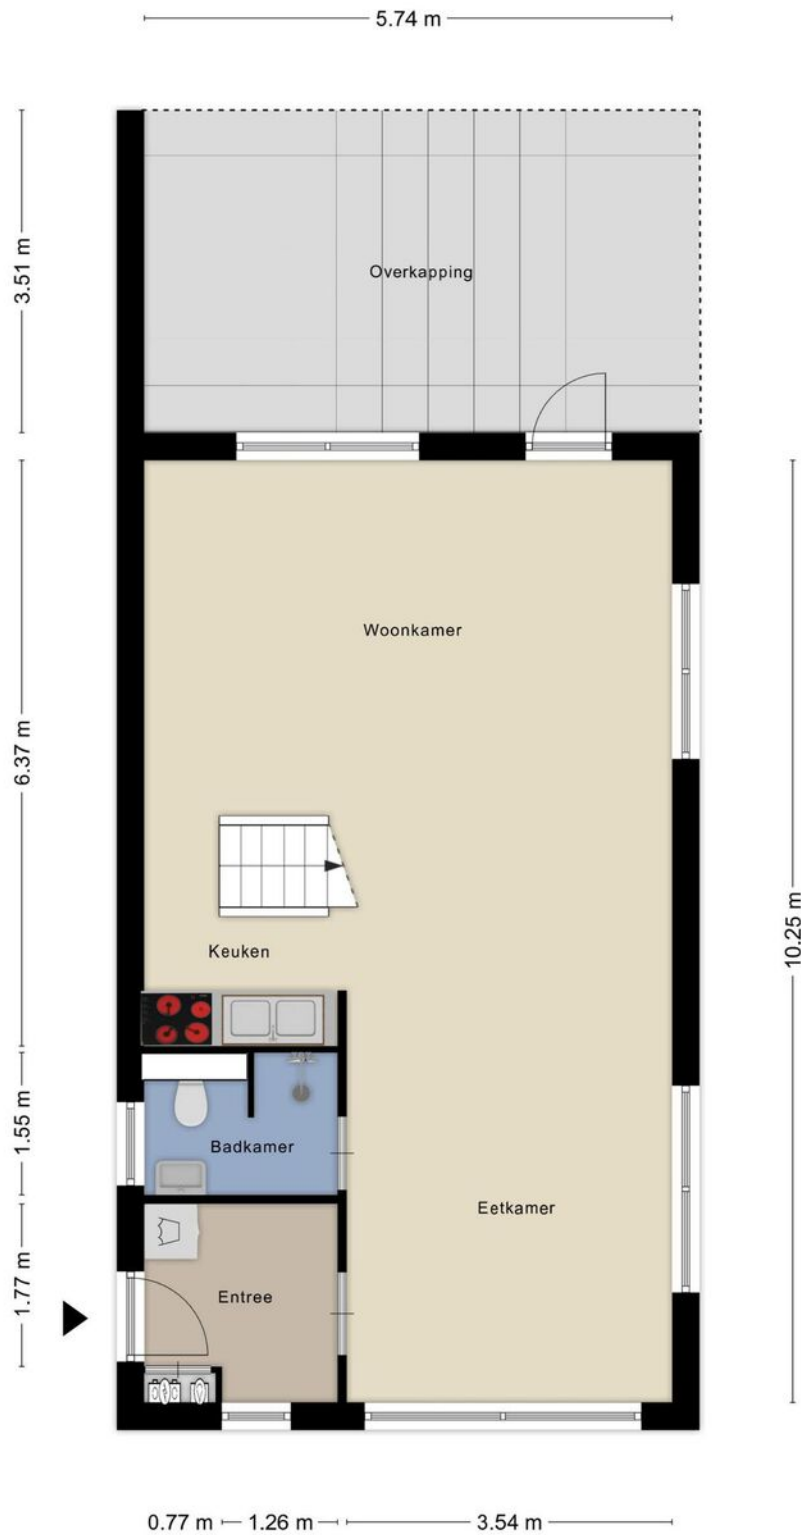 5.74 m
3.51 m
Overkapping
Woonkamer
6.37 m
10.25 m
Keuken
1.55 m
Badkamer
Eetkamer
1.77 m
Entree
0.77 m
1.26 m
3.54 m